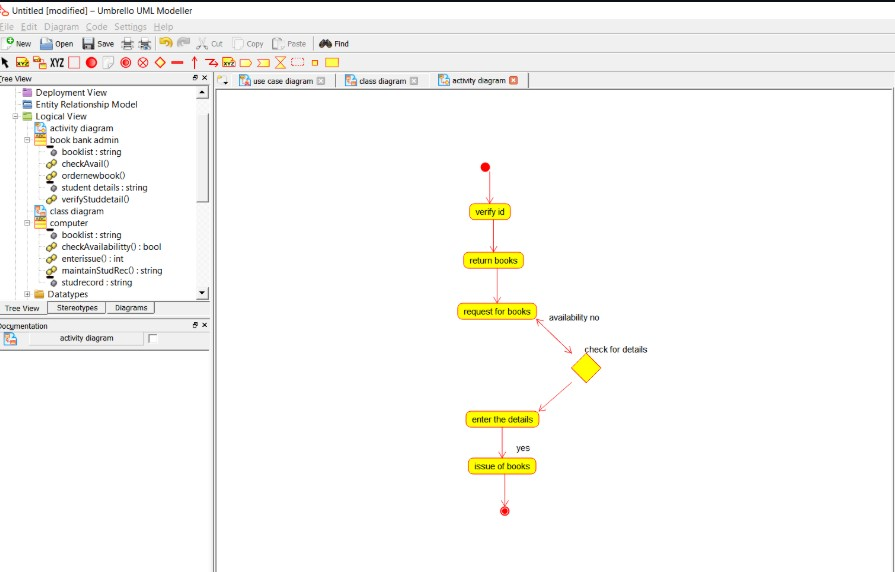 Untitled [modified] – Umbrello UML Modeller
File Edit Diagram Code Settings Help
New Open Save Undo Cut Copy Paste Find
XYZ
Tree View
use case diagram class diagram activity diagram
Deployment View
Entity Relationship Model
Logical View
activity diagram
book bank admin
booklist : string
checkAvail()
ordernewbook()
student details : string
verifyStuddetail()
class diagram
computer
booklist : string
checkAvailabilitty() : bool
enterissue() : int
maintainStudRec() : string
studrecord : string
Datatypes
Tree View Stereotypes Diagrams
Documentation
activity diagram
verify id
return books
request for books
availability no
check for details
enter the details
yes
issue of books